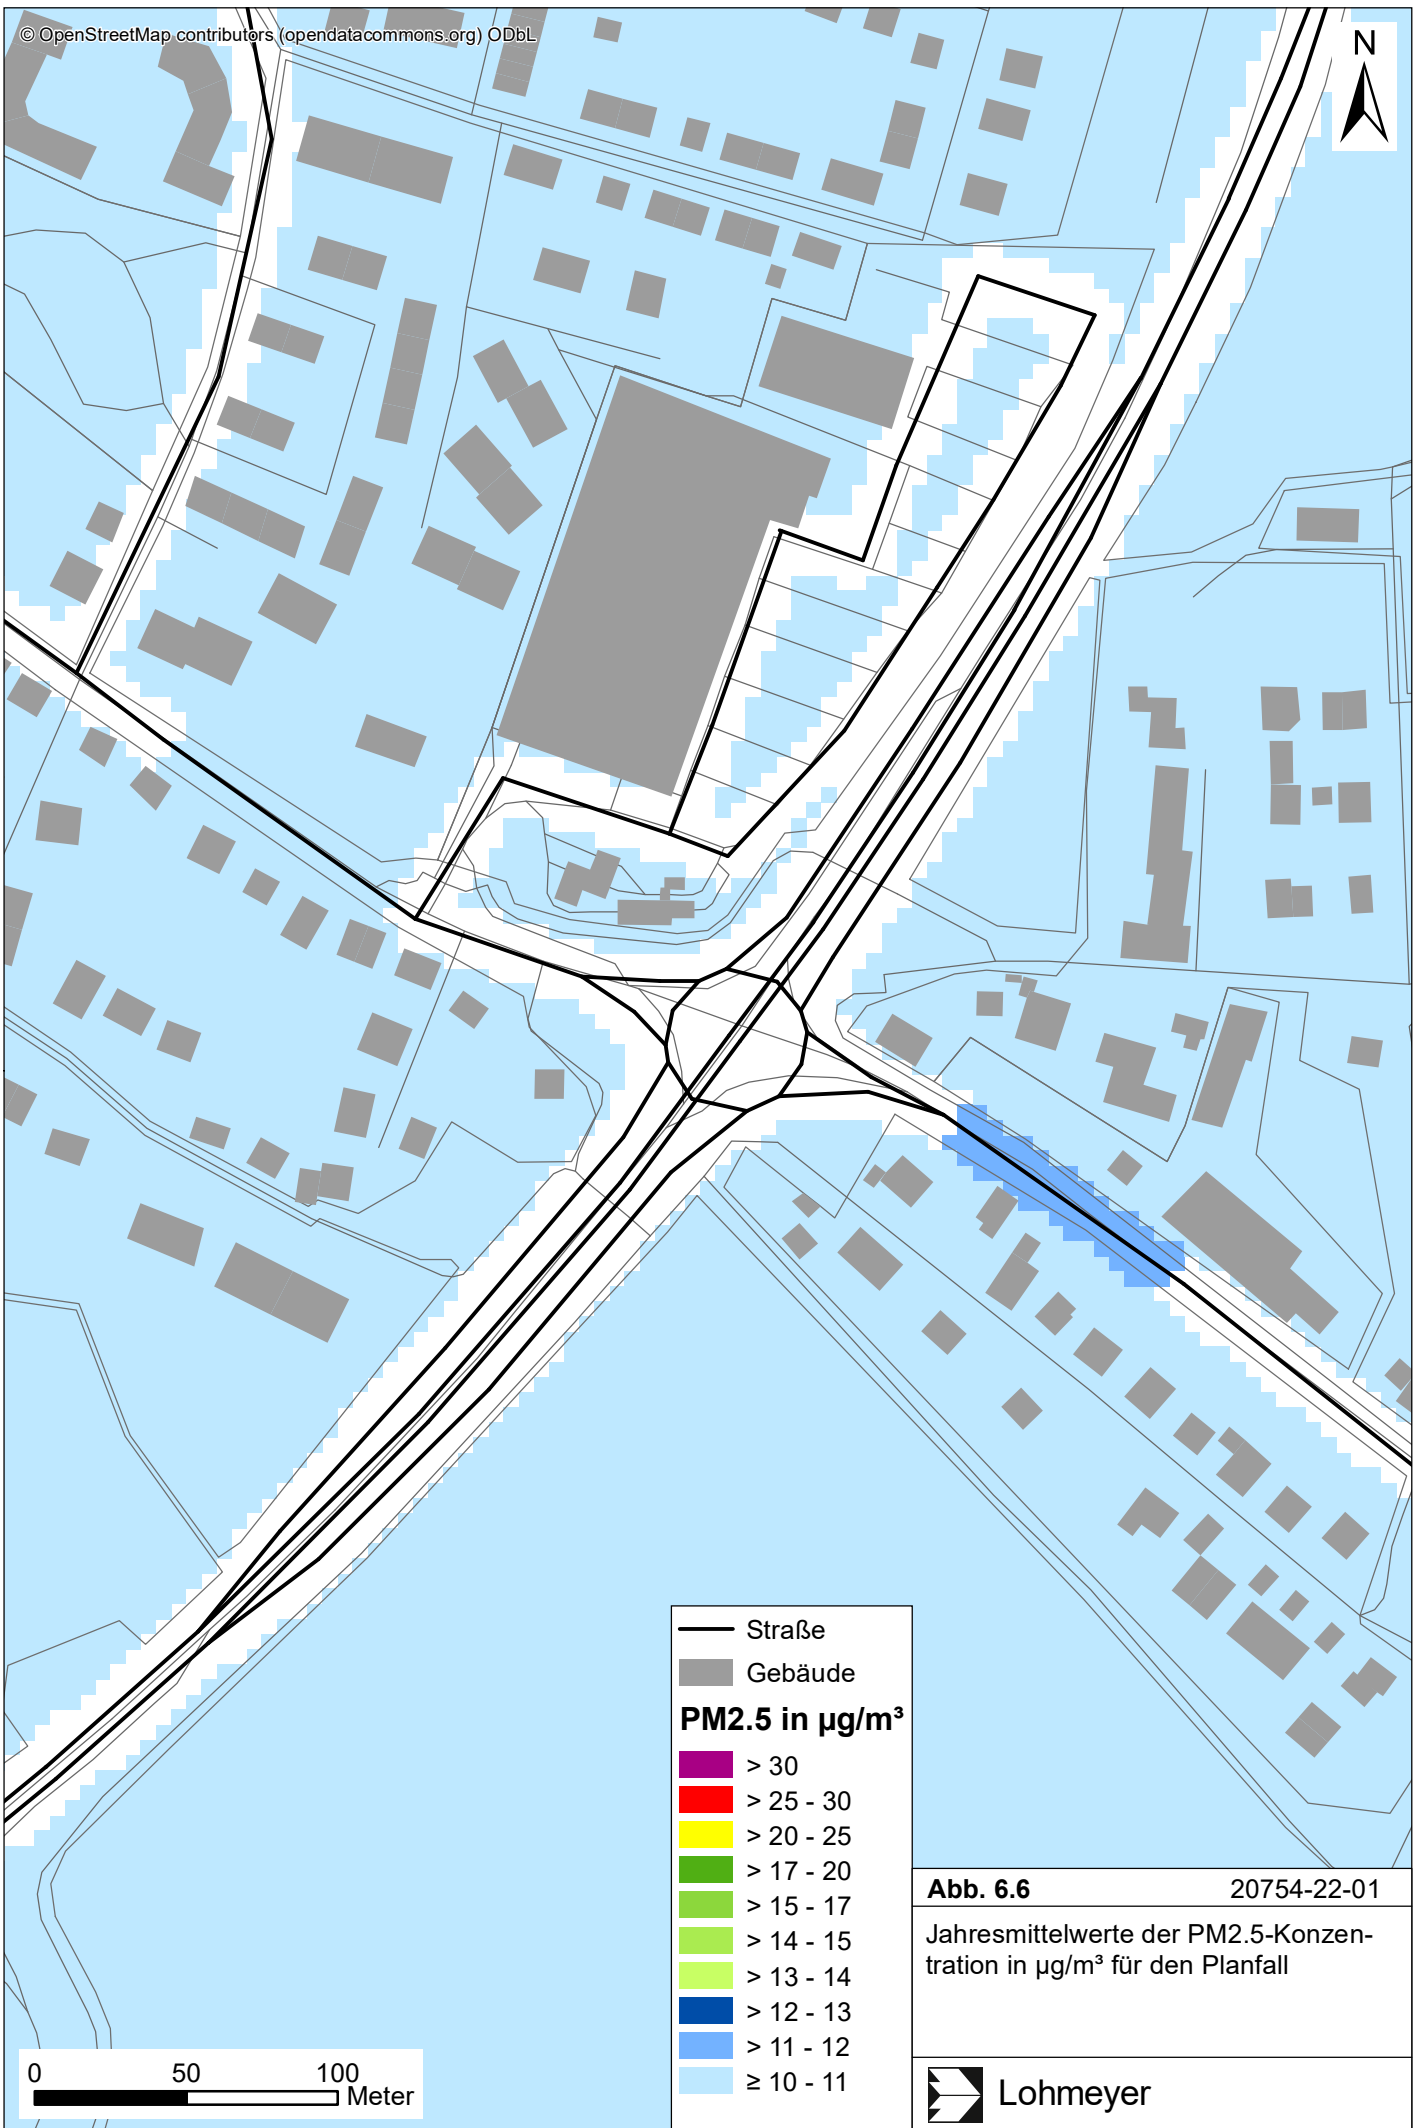 © OpenStreetMap contributors (opendatacommons.org) ODbL
N
Straße
Gebäude
PM2.5 in µg/m³
> 30
> 25 - 30
> 20 - 25
> 17 - 20
> 15 - 17
> 14 - 15
> 13 - 14
> 12 - 13
> 11 - 12
≥ 10 - 11
Abb. 6.6 20754-22-01
Jahresmittelwerte der PM2.5-Konzen-
tration in µg/m³ für den Planfall
Lohmeyer
0 50 100
Meter